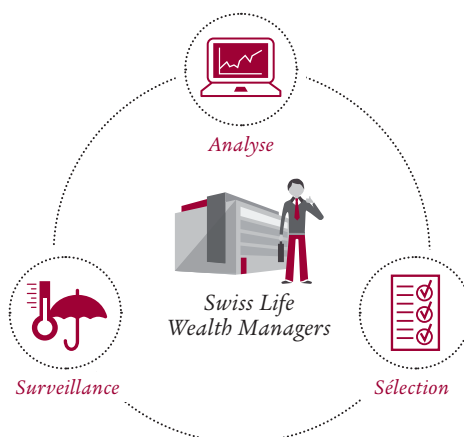 Analyse
Swiss Life
Wealth Managers
Surveillance
Sélection